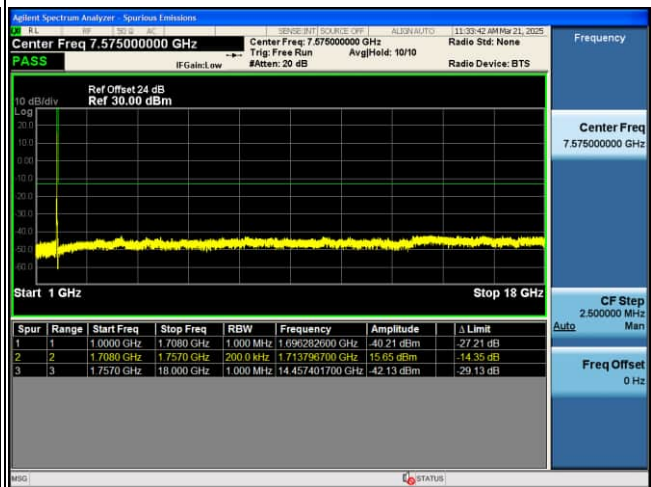 Agilent Spectrum Analyzer - Spurious Emissions
RL RF 50 Ω AC SENSE:INT SOURCE OFF ALIGN AUTO 11:33:42 AM Mar 21, 2025
Center Freq 7.575000000 GHz Center Freq: 7.575000000 GHz Radio Std: None Frequency
Trig: Free Run Avg|Hold: 10/10
PASS IFGain:Low #Atten: 20 dB Radio Device: BTS
Ref Offset 24 dB
10 dB/div Ref 30.00 dBm
Log
20.0
10.0
0.00
-10.0
-20.0
-30.0
-40.0
-50.0
-60.0
Start 1 GHz Stop 18 GHz
Center Freq
7.575000000 GHz
CF Step
2.500000 MHz
Auto Man
Freq Offset
0 Hz
Spur Range Start Freq Stop Freq RBW Frequency Amplitude Δ Limit
1 1 1.0000 GHz 1.7080 GHz 1.000 MHz 1.696282600 GHz -40.21 dBm -27.21 dB
2 2 1.7080 GHz 1.7570 GHz 200.0 kHz 1.713796700 GHz 15.65 dBm -14.35 dB
3 3 1.7570 GHz 18.000 GHz 1.000 MHz 14.457401700 GHz -42.13 dBm -29.13 dB
MSG STATUS